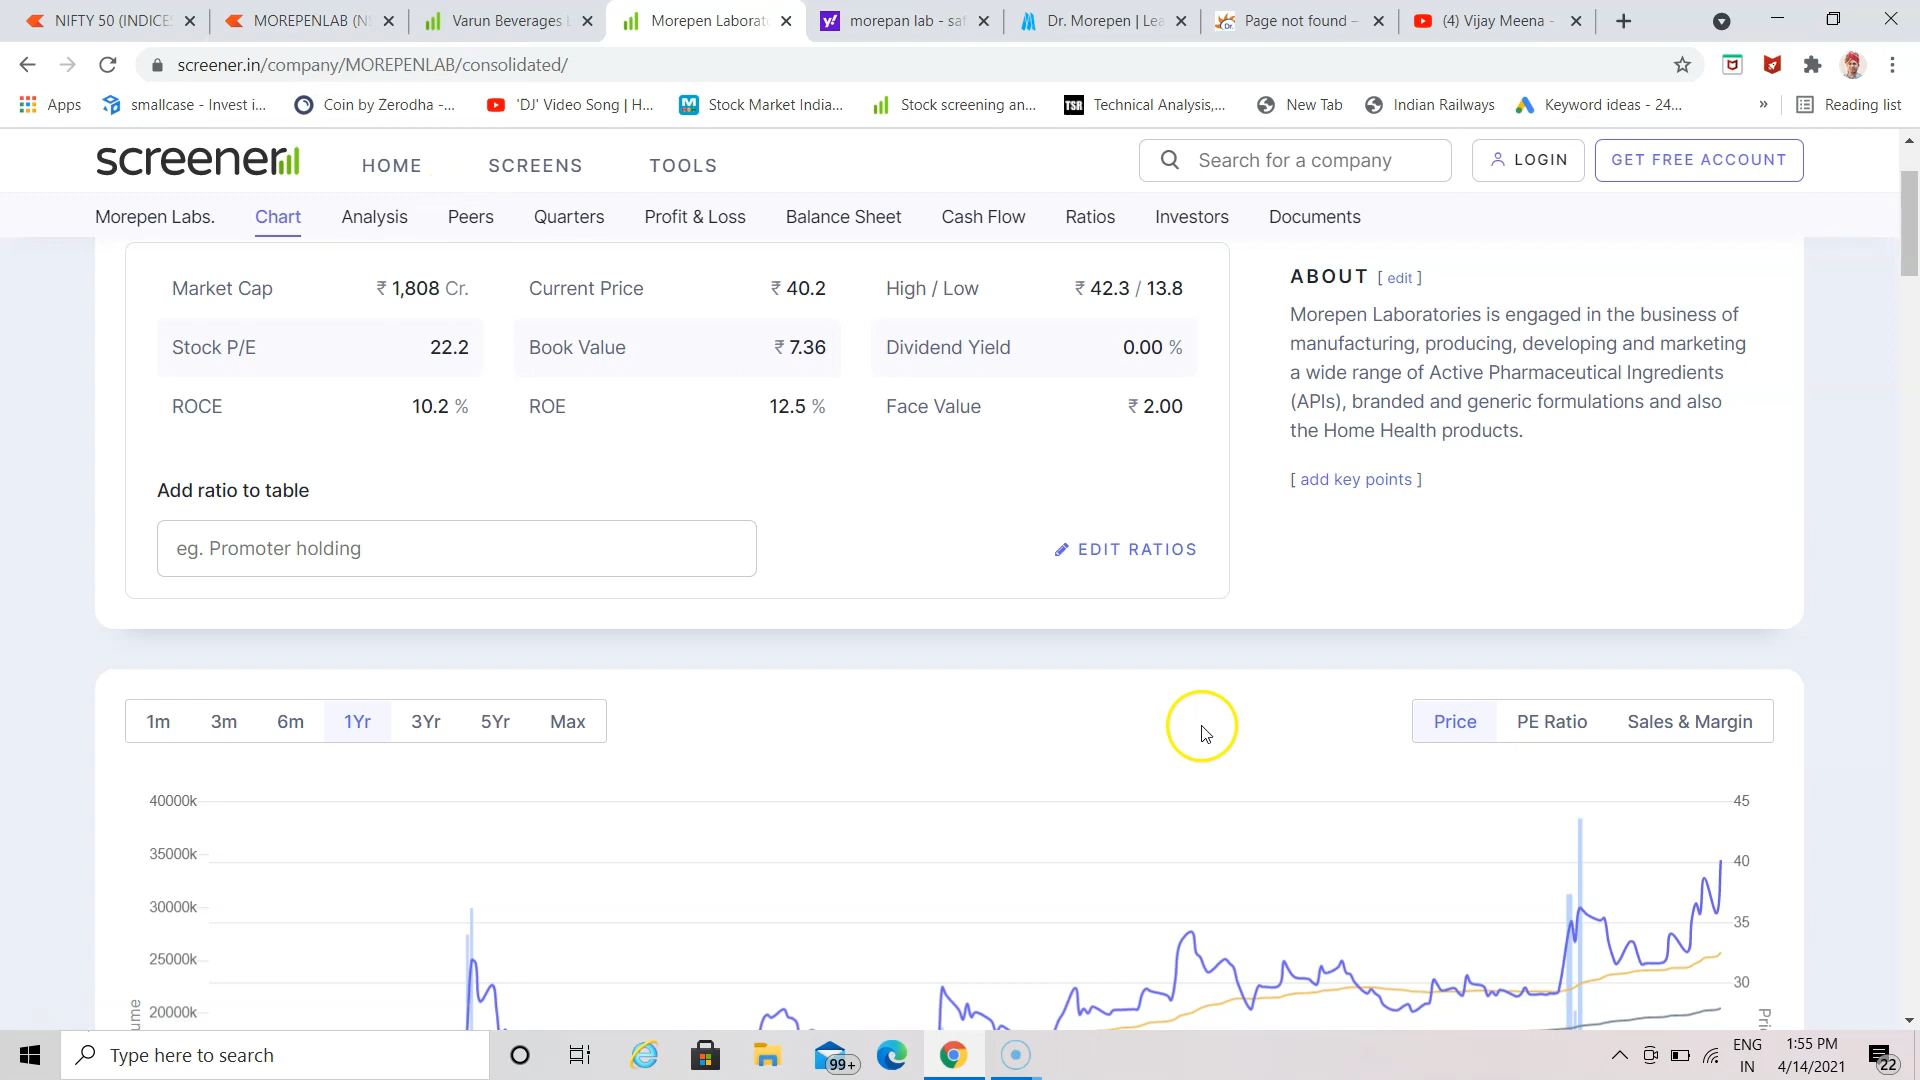 NIFTY 50 (INDICES
MOREPENLAB (NS
Varun Beverages L
Morepen Laborato
morepan lab - saf
Dr. Morepen | Lea
Page not found –
(4) Vijay Meena -
screener.in/company/MOREPENLAB/consolidated/
Apps
smallcase - Invest i...
Coin by Zerodha -...
'DJ' Video Song | H...
Stock Market India...
Stock screening an...
TSR Technical Analysis,...
New Tab
Indian Railways
Keyword ideas - 24...
»
Reading list
screener
HOME
SCREENS
TOOLS
Search for a company
LOGIN
GET FREE ACCOUNT
Morepen Labs.
Chart
Analysis
Peers
Quarters
Profit & Loss
Balance Sheet
Cash Flow
Ratios
Investors
Documents
Market Cap ₹ 1,808 Cr.
Current Price ₹ 40.2
High / Low ₹ 42.3 / 13.8
Stock P/E 22.2
Book Value ₹ 7.36
Dividend Yield 0.00 %
ROCE 10.2 %
ROE 12.5 %
Face Value ₹ 2.00
Add ratio to table
eg. Promoter holding
EDIT RATIOS
ABOUT [ edit ]
Morepen Laboratories is engaged in the business of
manufacturing, producing, developing and marketing
a wide range of Active Pharmaceutical Ingredients
(APIs), branded and generic formulations and also
the Home Health products.
[ add key points ]
1m 3m 6m 1Yr 3Yr 5Yr Max
Price PE Ratio Sales & Margin
40000k
35000k
30000k
25000k
20000k
45
40
35
30
Type here to search
99+
ENG
IN
1:55 PM
4/14/2021
22